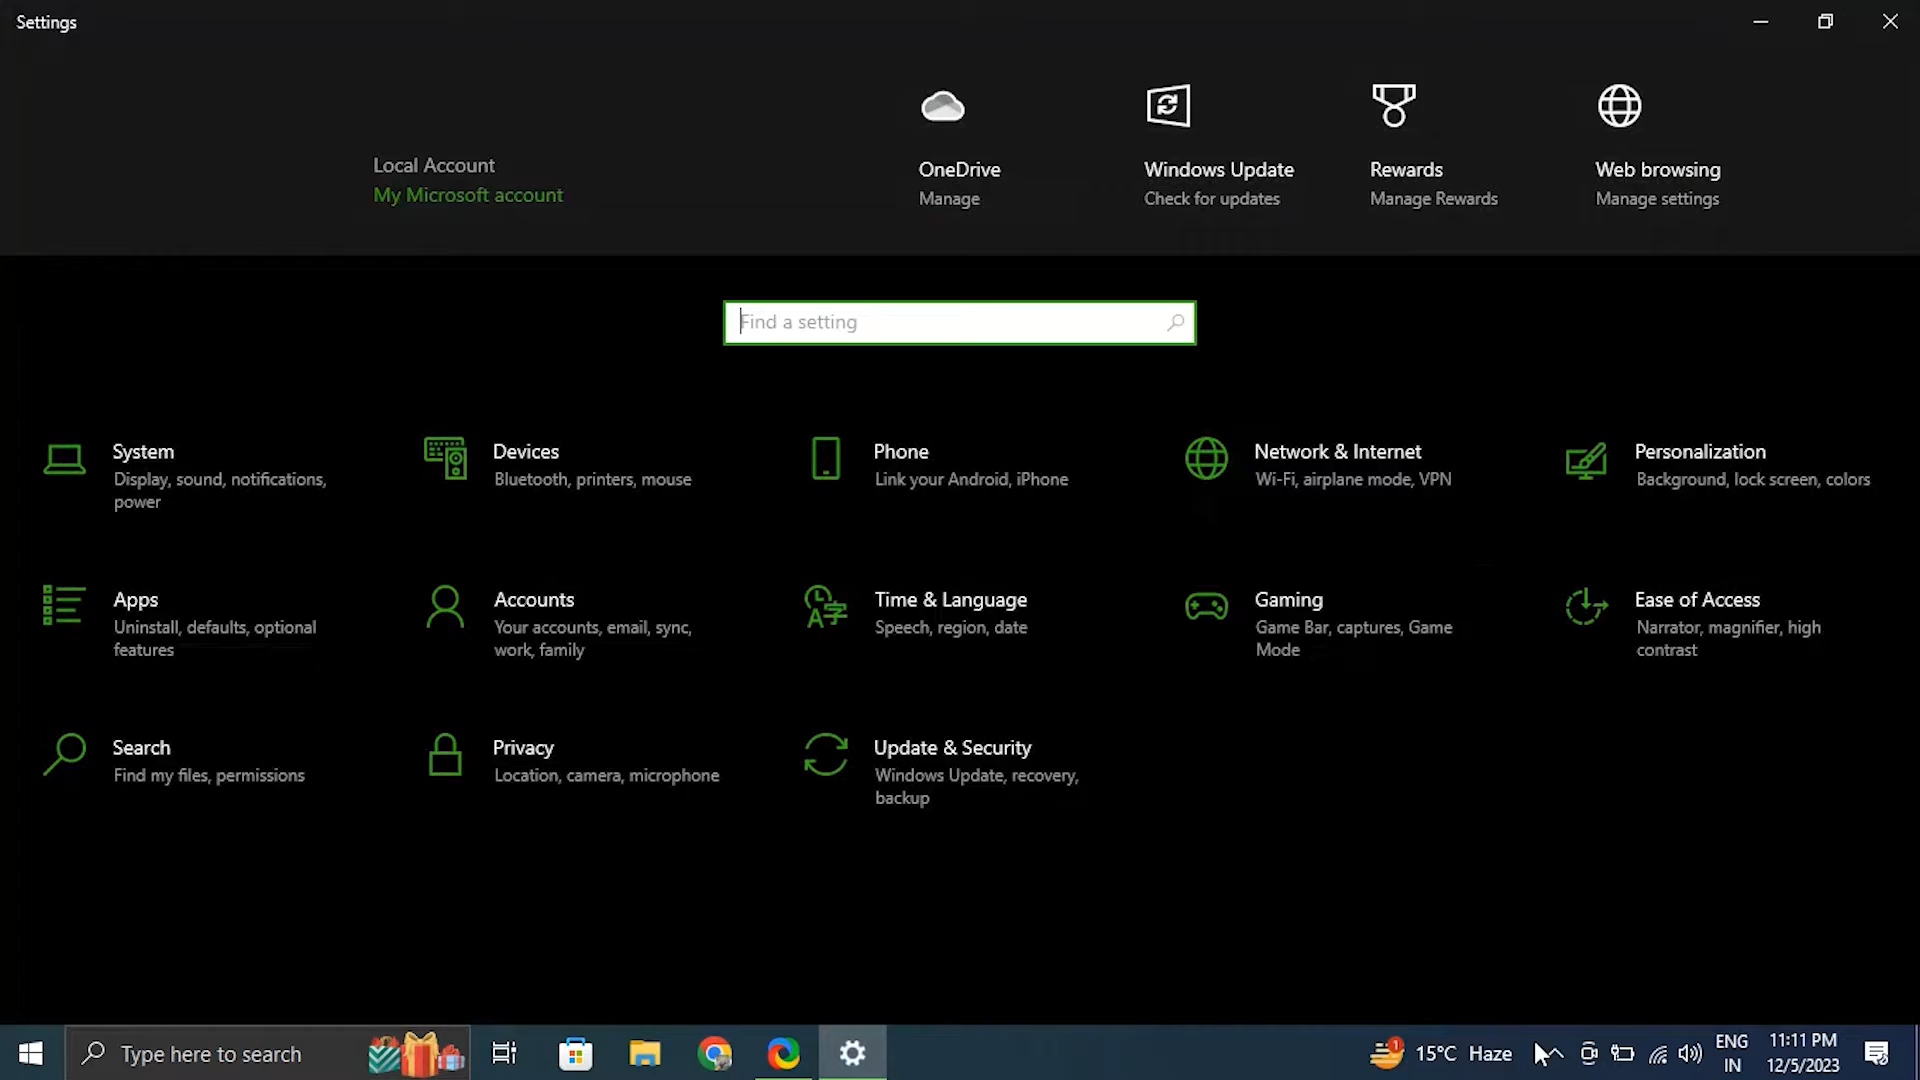 Settings
Local Account
My Microsoft account
OneDrive
Manage
Windows Update
Check for updates
Rewards
Manage Rewards
Web browsing
Manage settings
Find a setting
System
Display, sound, notifications,
power
Devices
Bluetooth, printers, mouse
Phone
Link your Android, iPhone
Network & Internet
Wi-Fi, airplane mode, VPN
Personalization
Background, lock screen, colors
Apps
Uninstall, defaults, optional
features
Accounts
Your accounts, email, sync,
work, family
Time & Language
Speech, region, date
Gaming
Game Bar, captures, Game
Mode
Ease of Access
Narrator, magnifier, high
contrast
Search
Find my files, permissions
Privacy
Location, camera, microphone
Update & Security
Windows Update, recovery,
backup
Type here to search
1
15°C Haze
ENG
IN
11:11 PM
12/5/2023